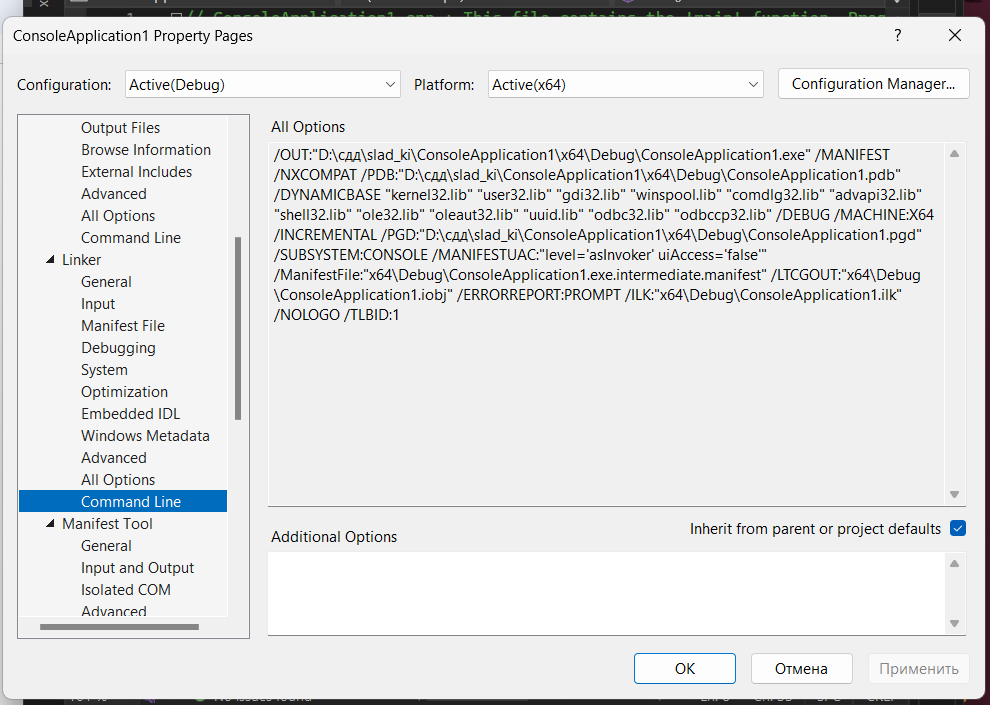 ConsoleApplication1 Property Pages
?
Configuration: Active(Debug) Platform: Active(x64) Configuration Manager...
Output Files
Browse Information
External Includes
Advanced
All Options
Command Line
Linker
General
Input
Manifest File
Debugging
System
Optimization
Embedded IDL
Windows Metadata
Advanced
All Options
Command Line
Manifest Tool
General
Input and Output
Isolated COM
Advanced
All Options
/OUT:"D:\сдд\slad_ki\ConsoleApplication1\x64\Debug\ConsoleApplication1.exe" /MANIFEST
/NXCOMPAT /PDB:"D:\сдд\slad_ki\ConsoleApplication1\x64\Debug\ConsoleApplication1.pdb"
/DYNAMICBASE "kernel32.lib" "user32.lib" "gdi32.lib" "winspool.lib" "comdlg32.lib" "advapi32.lib"
"shell32.lib" "ole32.lib" "oleaut32.lib" "uuid.lib" "odbc32.lib" "odbccp32.lib" /DEBUG /MACHINE:X64
/INCREMENTAL /PGD:"D:\сдд\slad_ki\ConsoleApplication1\x64\Debug\ConsoleApplication1.pgd"
/SUBSYSTEM:CONSOLE /MANIFESTUAC:"level='asInvoker' uiAccess='false'"
/ManifestFile:"x64\Debug\ConsoleApplication1.exe.intermediate.manifest" /LTCGOUT:"x64\Debug
\ConsoleApplication1.iobj" /ERRORREPORT:PROMPT /ILK:"x64\Debug\ConsoleApplication1.ilk"
/NOLOGO /TLBID:1
Inherit from parent or project defaults
Additional Options
OK Отмена Применить